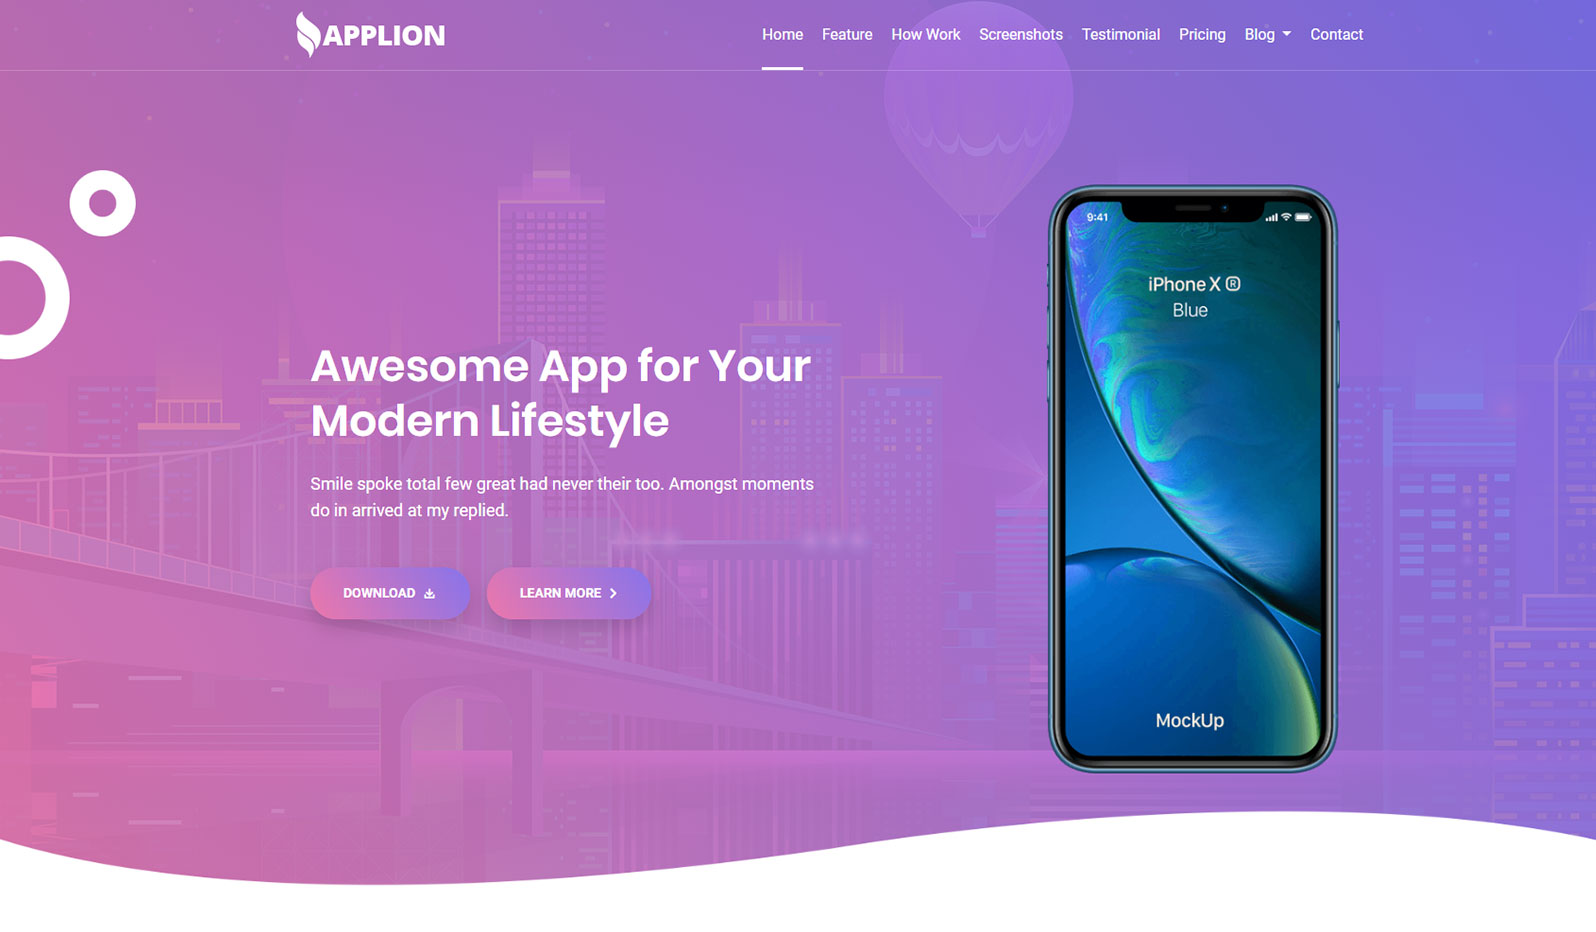 APPLION
Home Feature How Work Screenshots Testimonial Pricing Blog Contact
9:41
iPhone X Ⓡ
Blue
Awesome App for Your
Modern Lifestyle
Smile spoke total few great had never their too. Amongst moments
do in arrived at my replied.
DOWNLOAD
LEARN MORE
MockUp